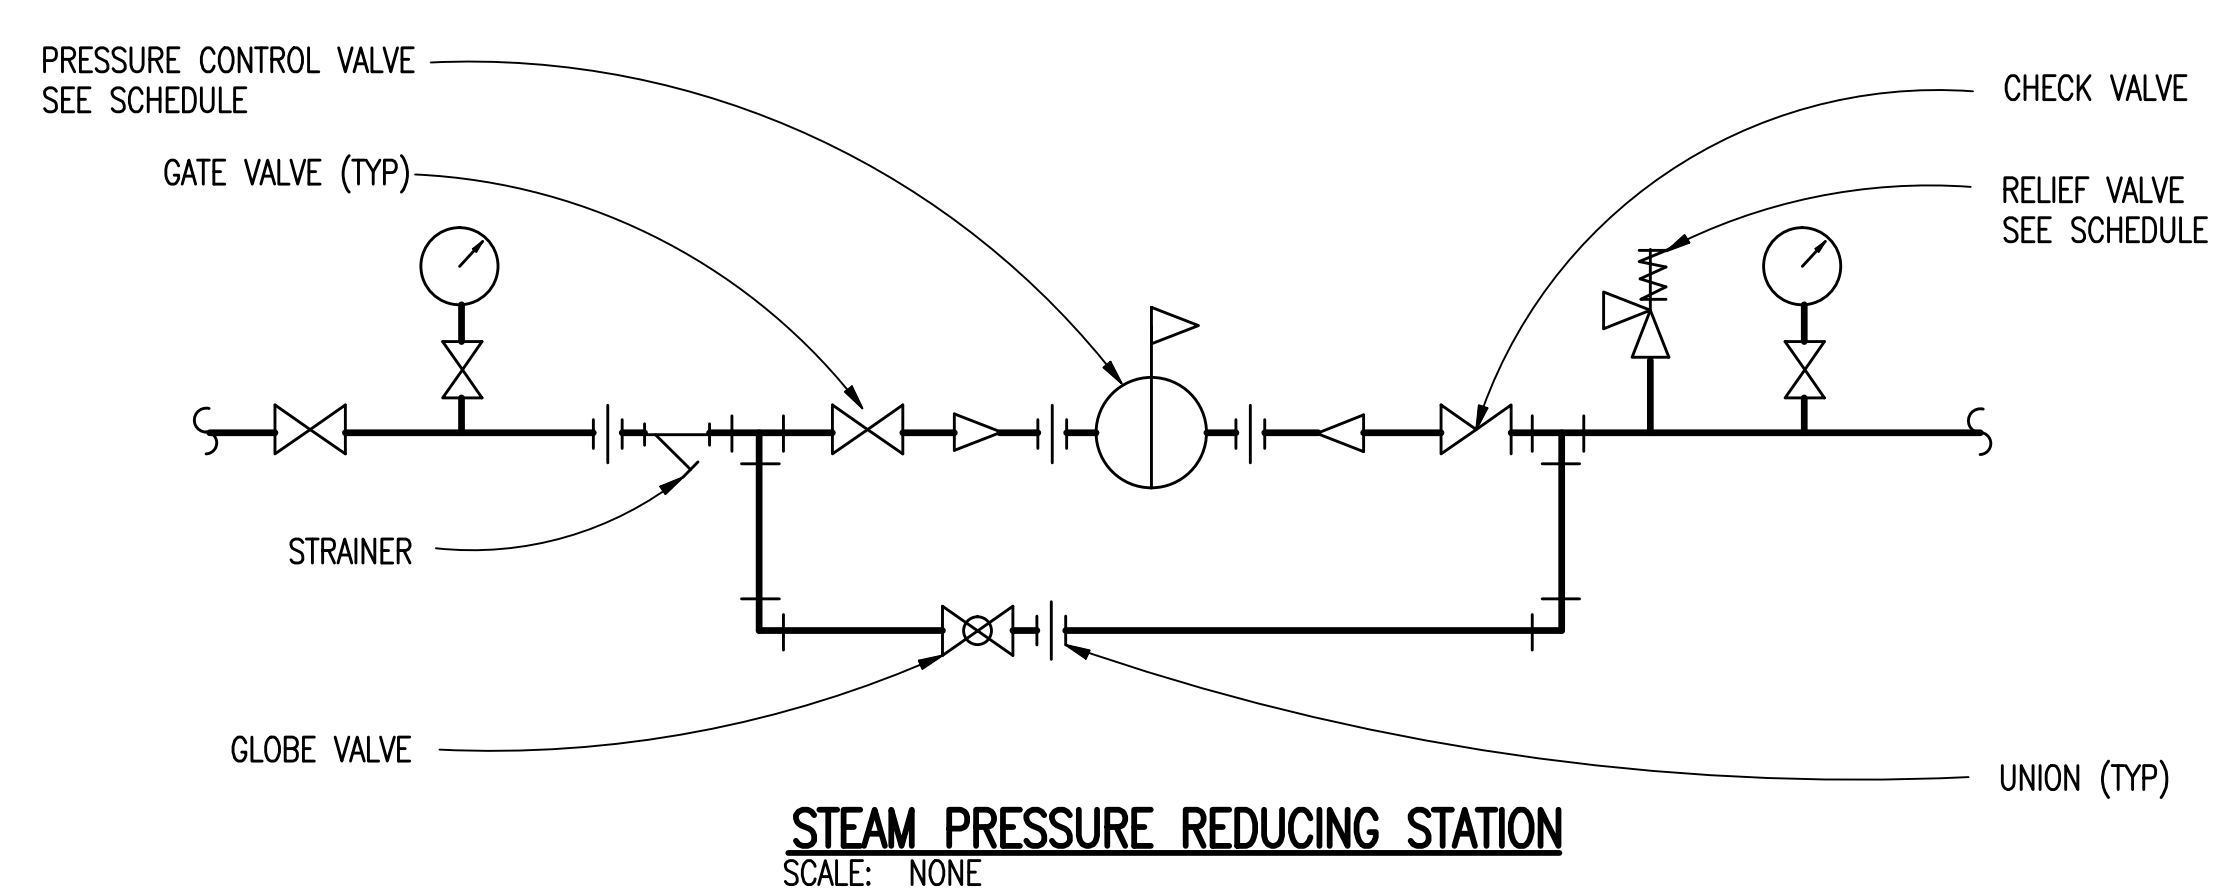 PRESSURE CONTROL VALVE
SEE SCHEDULE
GATE VALVE (TYP)
CHECK VALVE
RELIEF VALVE
SEE SCHEDULE
STRAINER
GLOBE VALVE
UNION (TYP)
STEAM PRESSURE REDUCING STATION
SCALE: NONE